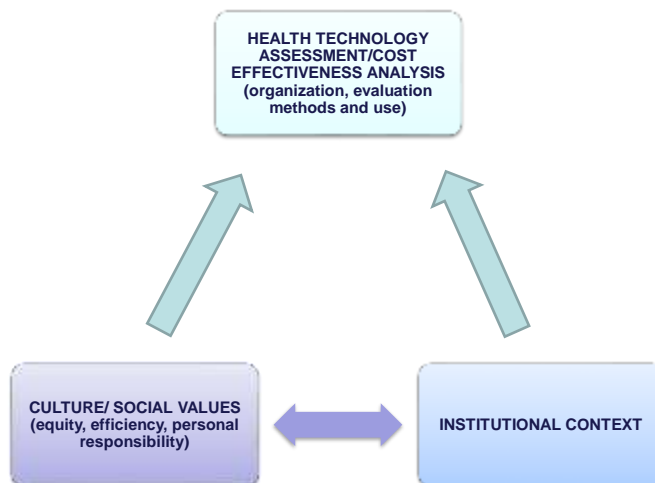 HEALTH TECHNOLOGY
ASSESSMENT/COST
EFFECTIVENESS ANALYSIS
(organization, evaluation
methods and use)
CULTURE/ SOCIAL VALUES
(equity, efficiency, personal
responsibility)
INSTITUTIONAL CONTEXT